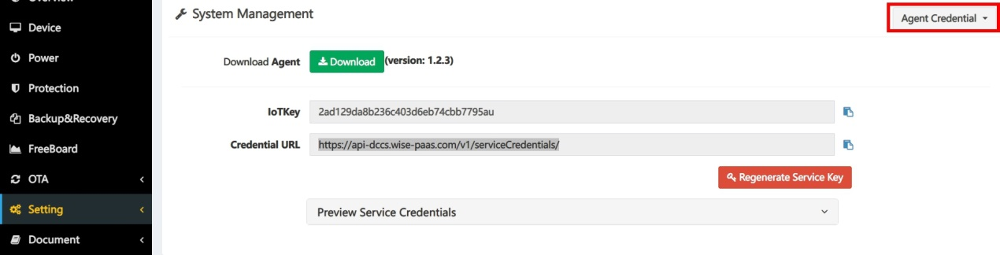 Overview
Device
Power
Protection
Backup&Recovery
FreeBoard
OTA
Setting
Document
System Management
Agent Credential
Download Agent
Download (version: 1.2.3)
IoTKey
2ad129da8b236c403d6eb74cbb7795au
Credential URL
https://api-dccs.wise-paas.com/v1/serviceCredentials/
Regenerate Service Key
Preview Service Credentials